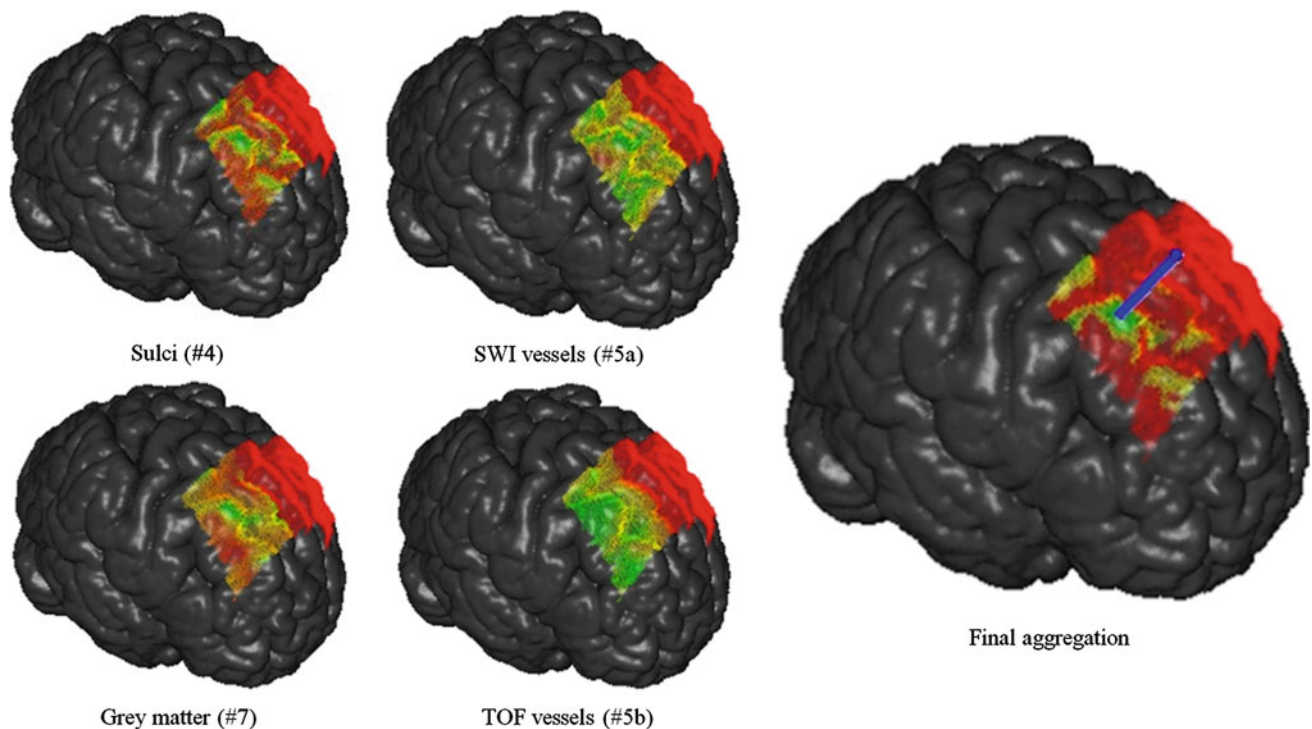 Sulci (#4)
SWI vessels (#5a)
Grey matter (#7)
TOF vessels (#5b)
Final aggregation